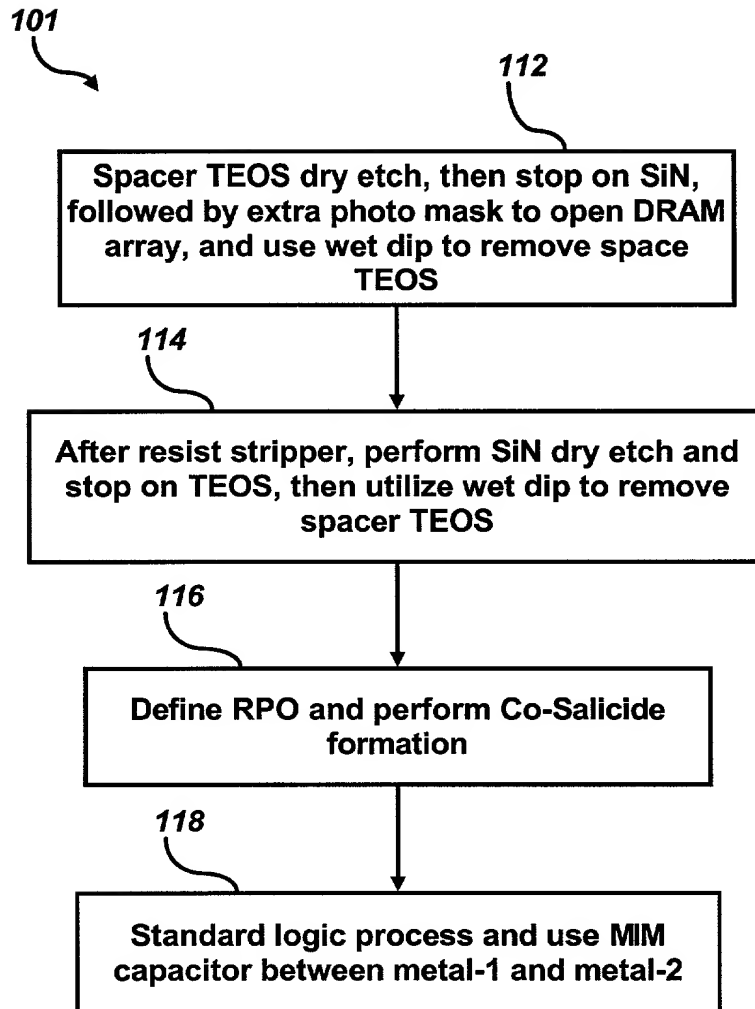 101
112
Spacer TEOS dry etch, then stop on SiN,
followed by extra photo mask to open DRAM
array, and use wet dip to remove space
TEOS
114
After resist stripper, perform SiN dry etch and
stop on TEOS, then utilize wet dip to remove
spacer TEOS
116
Define RPO and perform Co-Salicide
formation
118
Standard logic process and use MIM
capacitor between metal-1 and metal-2